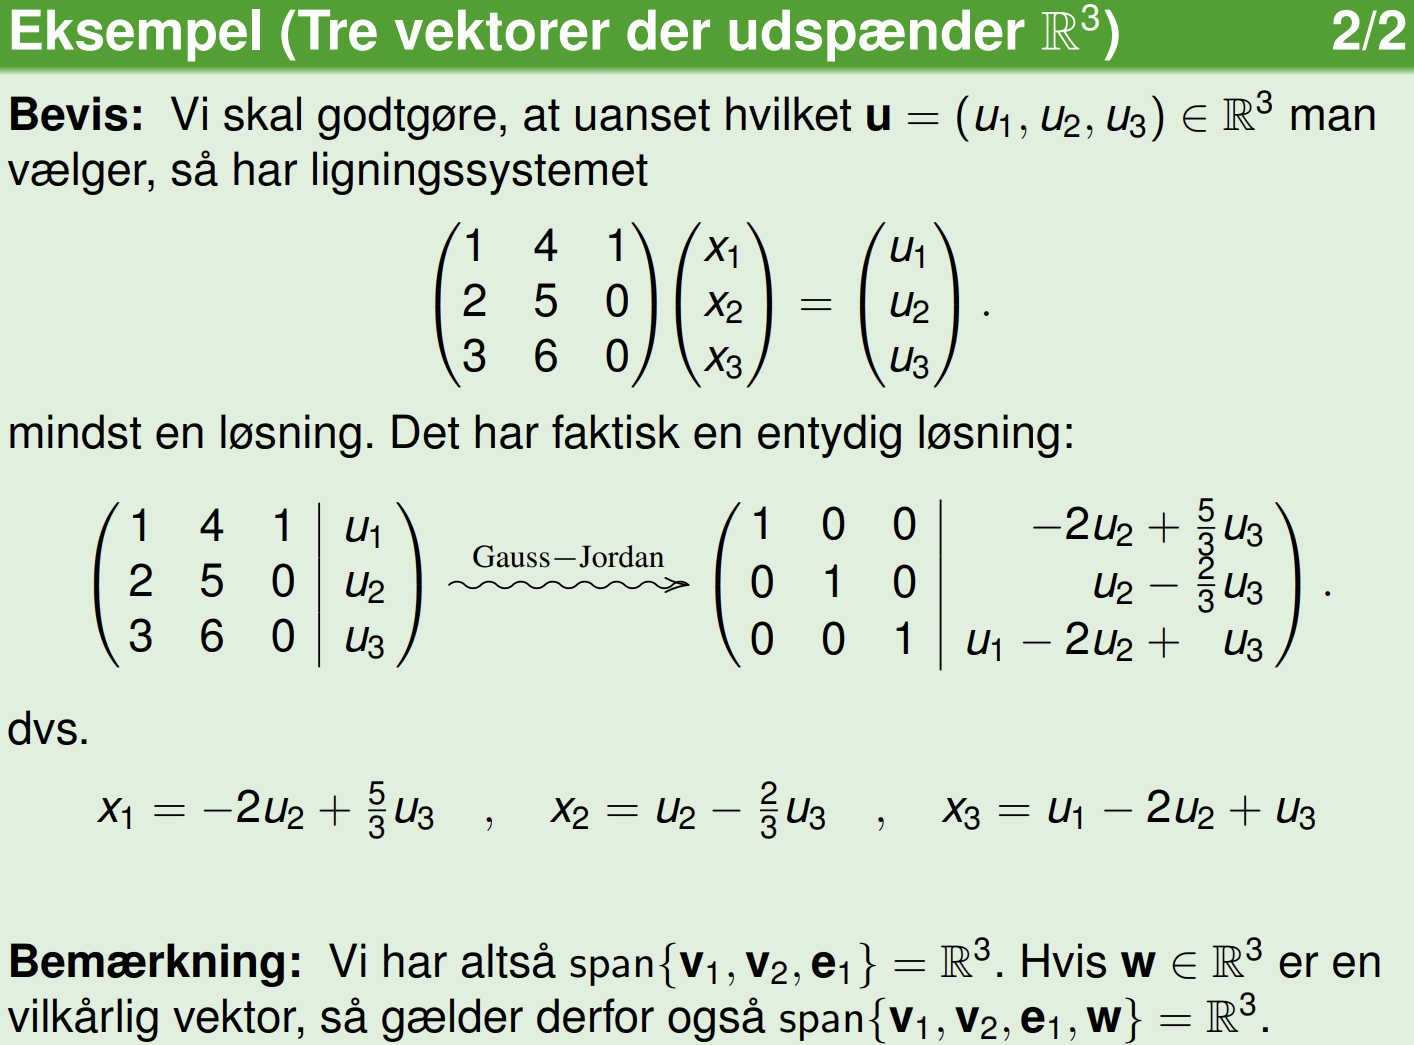 Eksempel (Tre vektorer der udspænder ℝ³) 2/2
Bevis: Vi skal godtgøre, at uanset hvilket u = (u₁, u₂, u₃) ∈ ℝ³ man
vælger, så har ligningssystemet
(1 4 1) (x₁) (u₁)
(2 5 0) (x₂) = (u₂) .
(3 6 0) (x₃) (u₃)
mindst en løsning. Det har faktisk en entydig løsning:
Gauss−Jordan
(1 4 1 | u₁) (1 0 0 | −2u₂ + 5/3 u₃)
(2 5 0 | u₂) (0 1 0 | u₂ − 2/3 u₃) .
(3 6 0 | u₃) (0 0 1 | u₁ − 2u₂ + u₃)
dvs.
x₁ = −2u₂ + 5/3 u₃ , x₂ = u₂ − 2/3 u₃ , x₃ = u₁ − 2u₂ + u₃
Bemærkning: Vi har altså span{v₁, v₂, e₁} = ℝ³. Hvis w ∈ ℝ³ er en
vilkårlig vektor, så gælder derfor også span{v₁, v₂, e₁, w} = ℝ³.